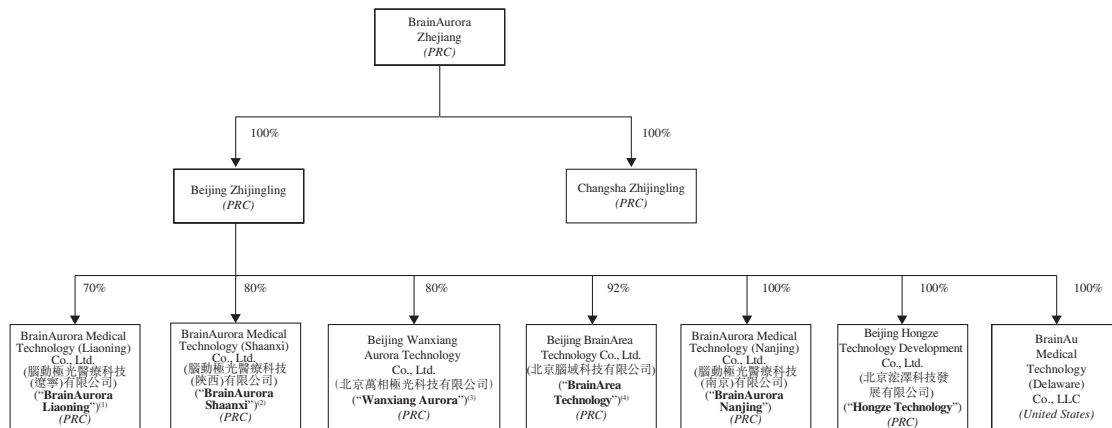 BrainAurora
Zhejiang
(PRC)
100%
100%
Beijing Zhijingling
(PRC)
Changsha Zhijingling
(PRC)
70%
80%
80%
92%
100%
100%
100%
BrainAurora Medical
Technology (Liaoning)
Co., Ltd.
(腦動極光醫療科技
(遼寧)有限公司)
(“BrainAurora
Liaoning”)(1)
(PRC)
BrainAurora Medical
Technology (Shaanxi)
Co., Ltd.
(腦動極光醫療科技
(陝西)有限公司)
(“BrainAurora
Shaanxi”)(2)
(PRC)
Beijing Wanxiang
Aurora Technology
Co., Ltd.
(北京萬相極光科技有限公司)
(“Wanxiang Aurora”)(3)
(PRC)
Beijing BrainArea
Technology Co., Ltd.
(北京腦域科技有限公司)
(“BrainArea
Technology”)(4)
(PRC)
BrainAurora Medical
Technology (Nanjing)
Co., Ltd.
(腦動極光醫療科技
(南京)有限公司)
(“BrainAurora
Nanjing”)
(PRC)
Beijing Hongze
Technology Development
Co., Ltd.
(北京浤澤科技發
展有限公司)
(“Hongze Technology”)
(PRC)
BrainAu
Medical
Technology
(Delaware)
Co., LLC
(United States)